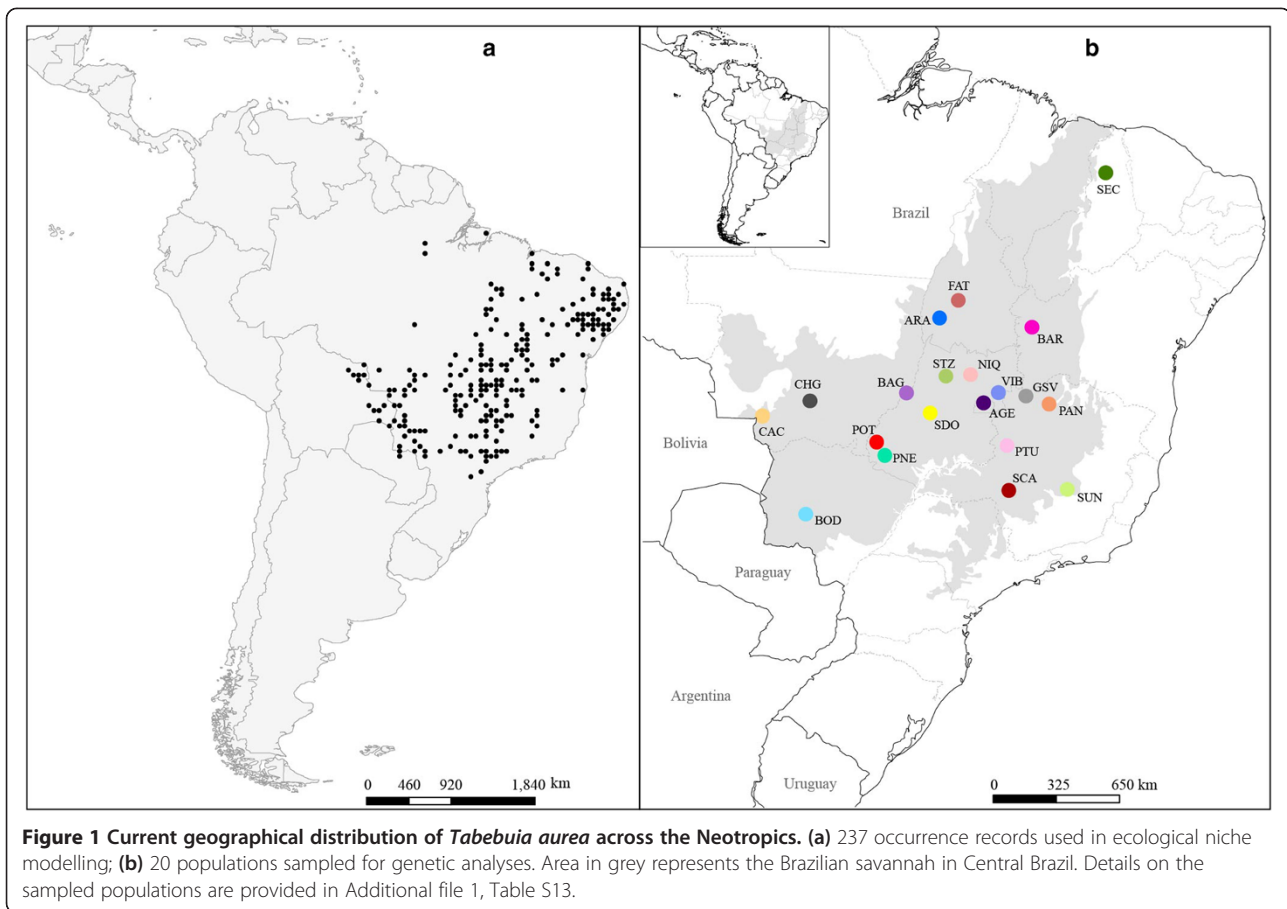 a
0 460 920 1,840 km
b
Brazil
SEC
FAT
ARA
BAR
STZ
NIQ
VIB
GSV
CHG
BAG
AGE
PAN
CAC
SDO
Bolivia
POT
PNE
PTU
SCA
SUN
BOD
Paraguay
Argentina
Uruguay
0 325 650 km
Figure 1 Current geographical distribution of Tabebuia aurea across the Neotropics. (a) 237 occurrence records used in ecological niche
modelling; (b) 20 populations sampled for genetic analyses. Area in grey represents the Brazilian savannah in Central Brazil. Details on the
sampled populations are provided in Additional file 1, Table S13.